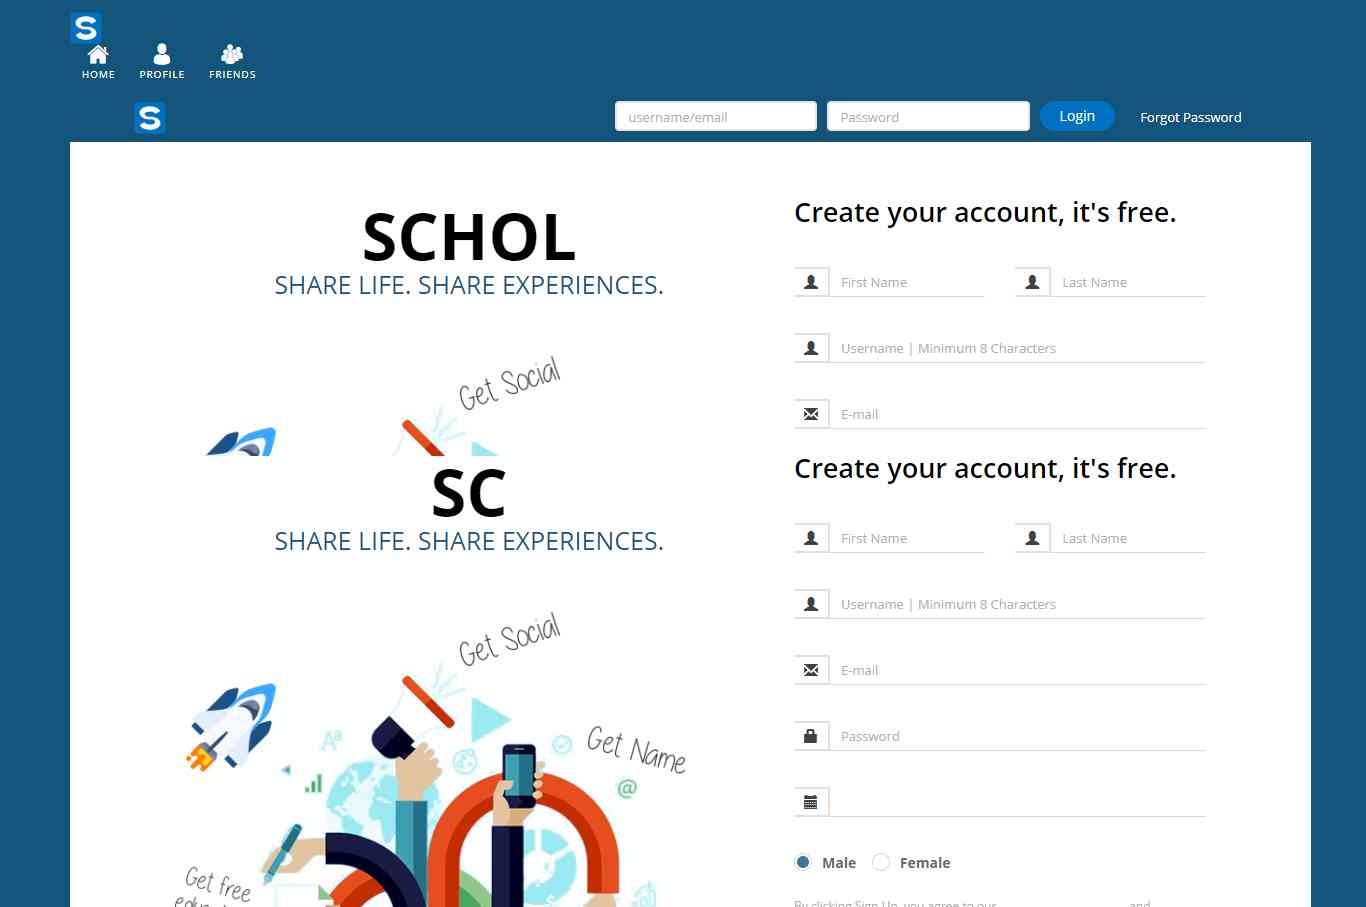 S
HOME PROFILE FRIENDS
S username/email Password Login Forgot Password
SCHOL
SHARE LIFE. SHARE EXPERIENCES.
Get Social
Create your account, it's free.
First Name Last Name
Username | Minimum 8 Characters
E-mail
SC
SHARE LIFE. SHARE EXPERIENCES.
Get Social
Get Name
@
Get free
Create your account, it's free.
First Name Last Name
Username | Minimum 8 Characters
E-mail
Password
Male Female
By clicking Sign Up, you agree to our and